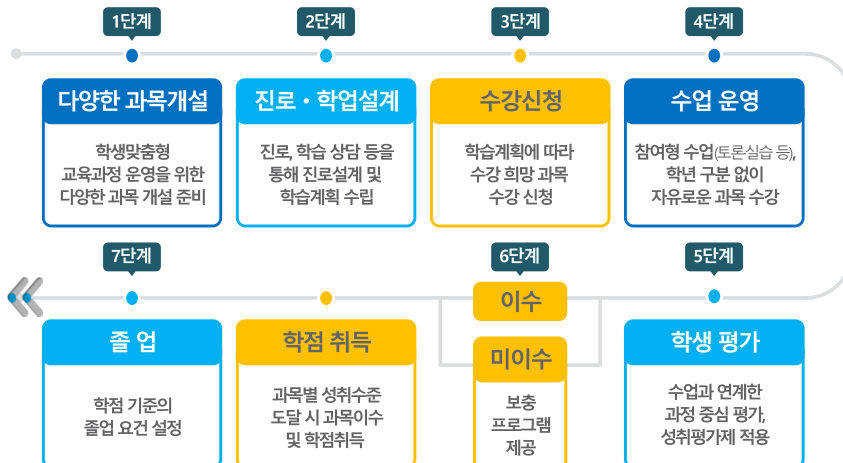 1단계
다양한 과목개설
학생맞춤형
교육과정 운영을 위한
다양한 과목 개설 준비
2단계
진로·학업설계
진로, 학습 상담 등을
통해 진로설계 및
학습계획 수립
3단계
수강신청
학습계획에 따라
수강 희망 과목
수강 신청
4단계
수업 운영
참여형 수업(토론실습 등),
학년 구분 없이
자유로운 과목 수강
5단계
학생 평가
수업과 연계한
과정 중심 평가,
성취평가제 적용
6단계
이수
미이수
보충
프로그램
제공
학점 취득
과목별 성취수준
도달 시 과목이수
및 학점취득
7단계
졸 업
학점 기준의
졸업 요건 설정